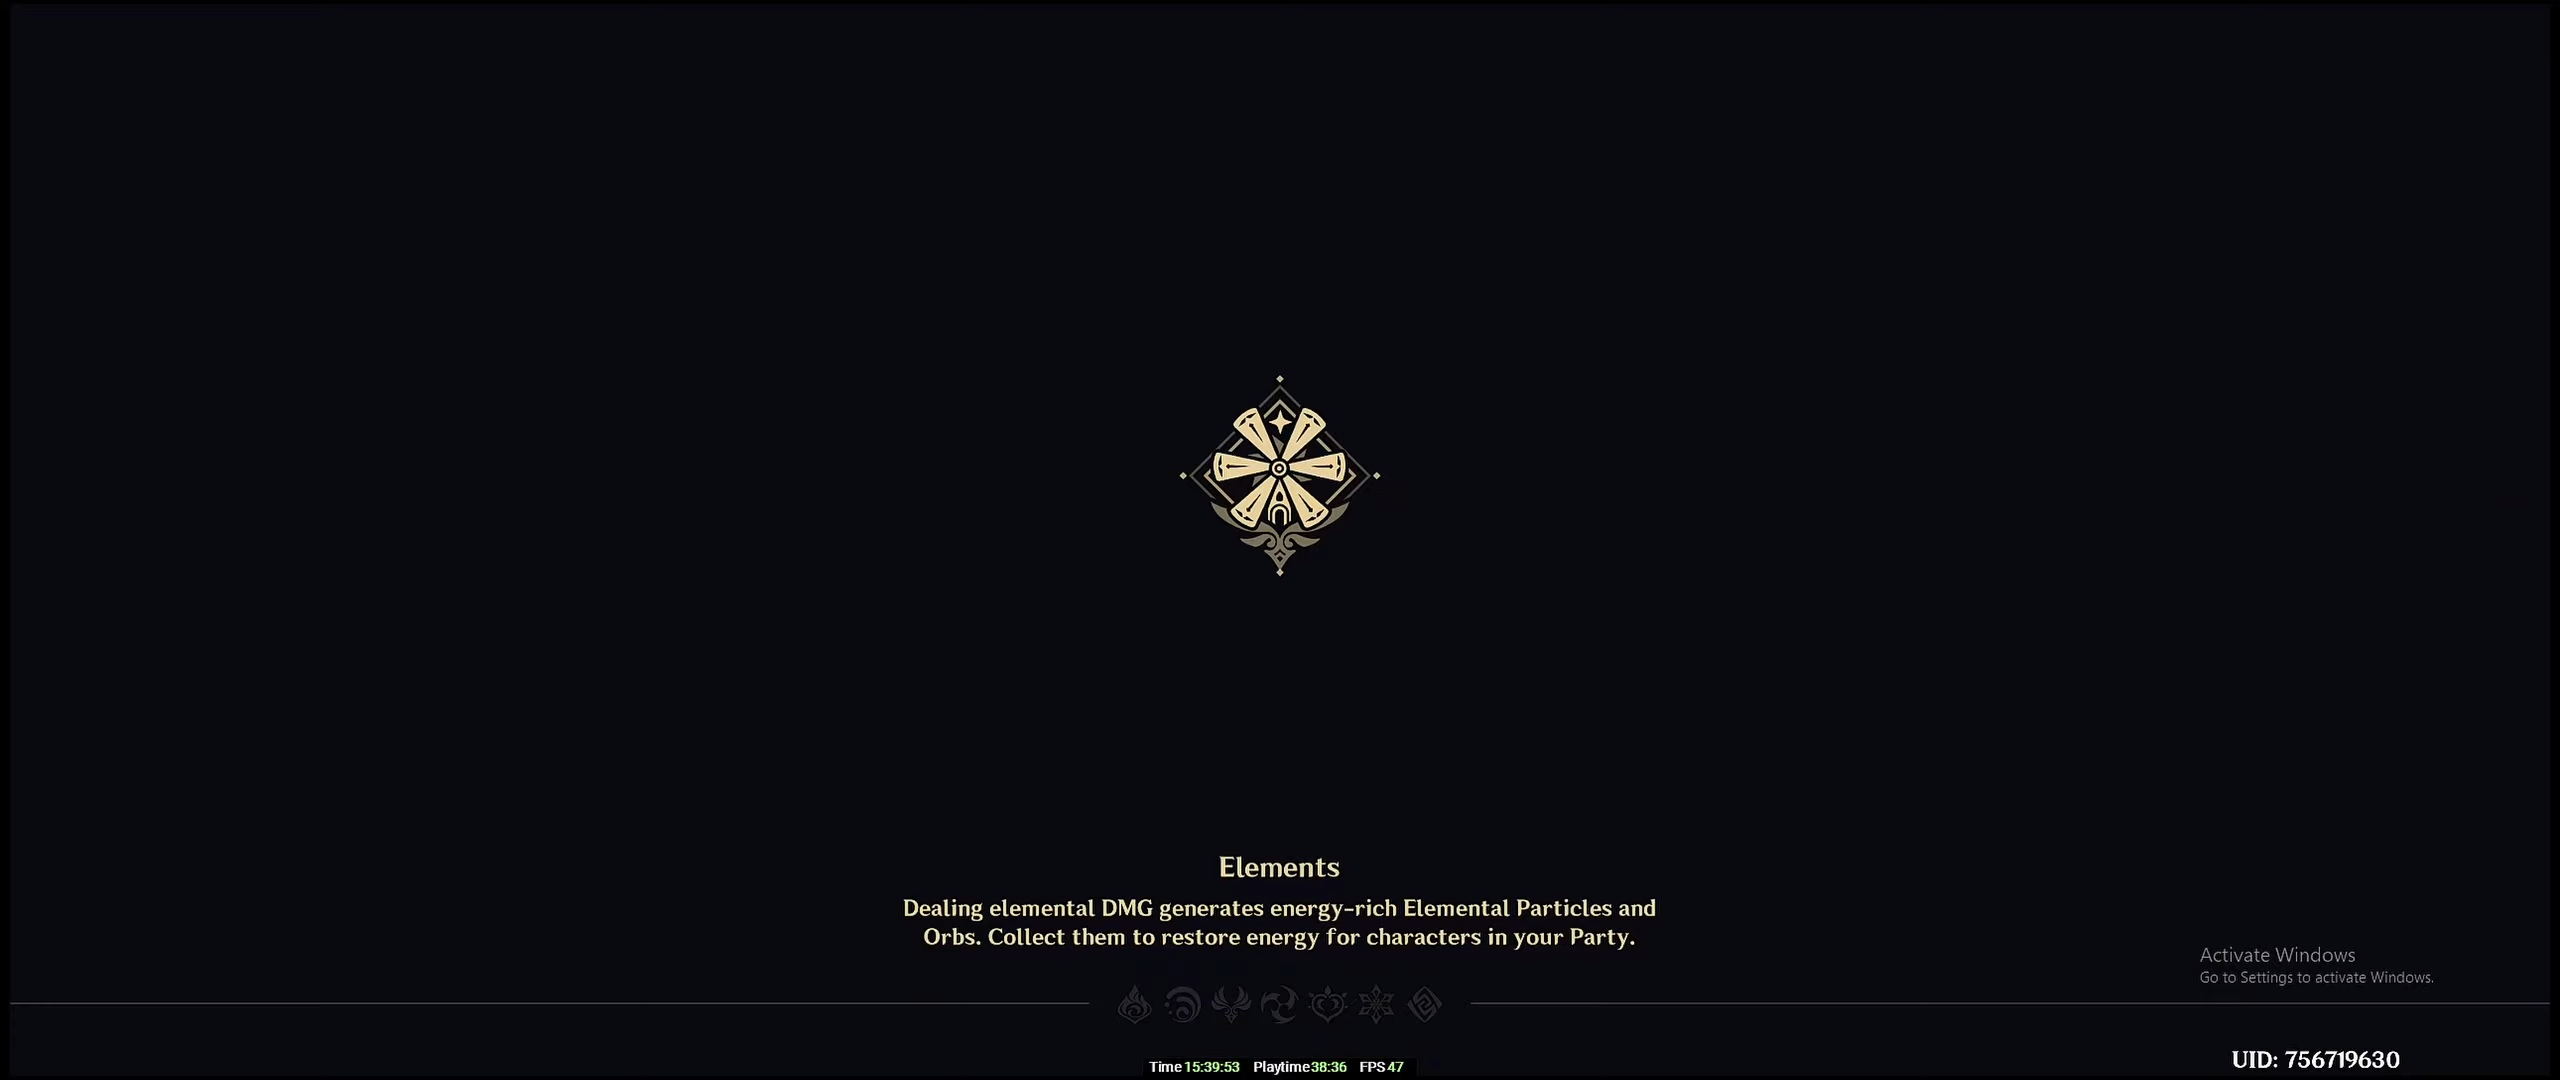 Elements
Dealing elemental DMG generates energy-rich Elemental Particles and
Orbs. Collect them to restore energy for characters in your Party.
Activate Windows
Go to Settings to activate Windows.
UID: 756719630
Time 15:39:53 Playtime 38:36 FPS 47